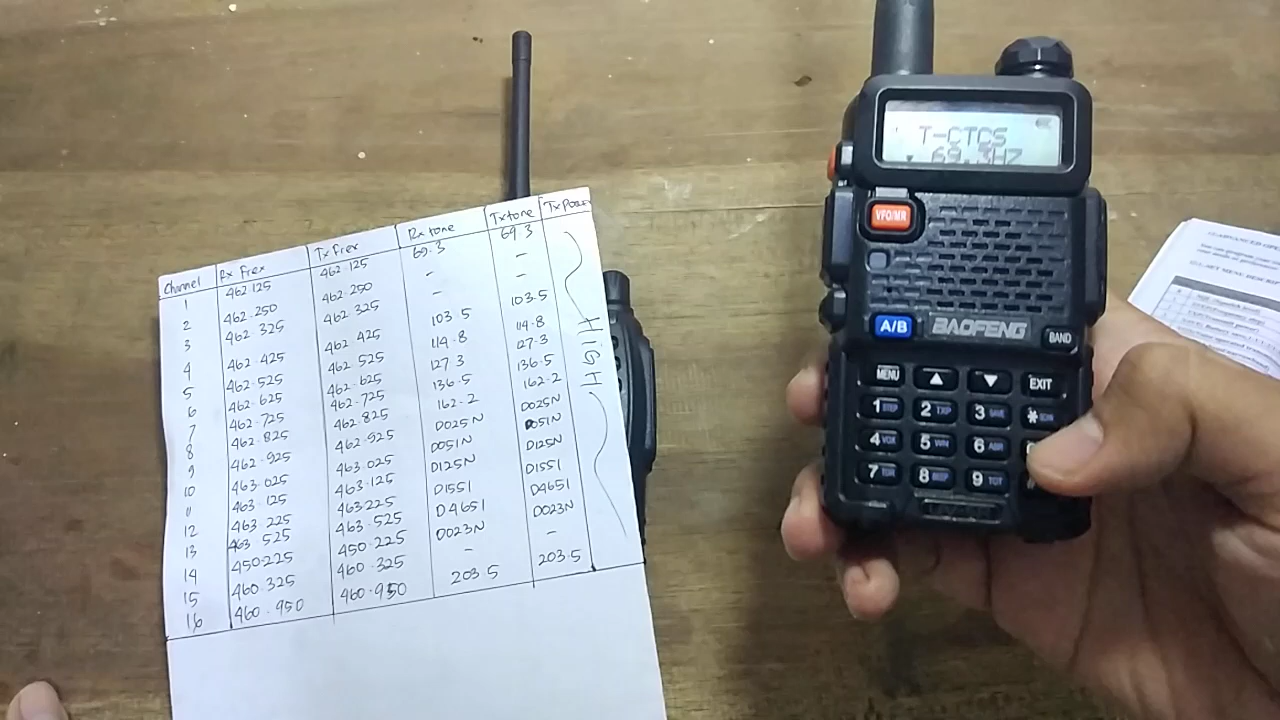 Channel Rx Frex Tx Frex Rx tone Tx tone Tx Power
1 462.125 462.125 69.3 69.3
2 462.250 462.250 - -
3 462.325 462.325 - -
4 462.425 462.425 103.5 103.5
5 462.525 462.525 114.8 114.8
6 462.625 462.625 127.3 127.3
7 462.725 462.725 136.5 136.5
8 462.825 462.825 162.2 162.2
9 462.925 462.925 D025N D025N
10 463.025 463.025 D051N D051N
11 463.125 463.125 D125N D125N
12 463.225 463.225 D155I D155I
13 463.525 463.525 D465I D465I
14 450.225 450.225 D023N D023N
15 460.325 460.325 - -
16 460.950 460.950 203.5 203.5
HIGH
T-CTCS
69.3HZ
VFO/MR
A/B BAOFENG BAND
MENU ▲ ▼ EXIT
1 STEP 2 TXP 3 SAVE * SCAN
4 VOX 5 WN 6 ABR
7 TDR 8 BEEP 9 TOT